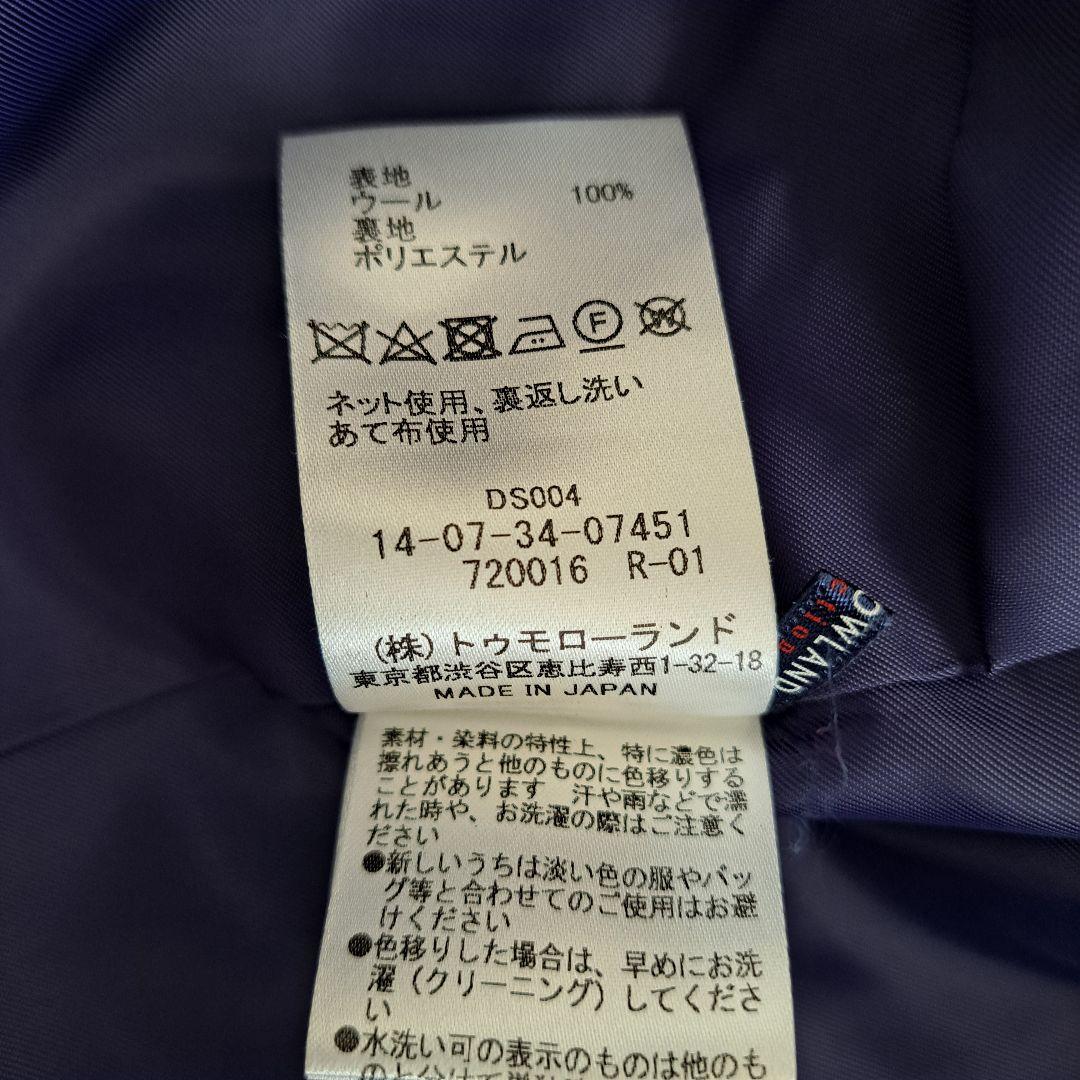 表地
ウール 100%
裏地
ポリエステル
F
W
ネット使用、裏返し洗い
あて布使用
DS004
14-07-34-07451
720016 R-01
(株)トゥモローランド
東京都渋谷区恵比寿西1-32-18
MADE IN JAPAN
OWLAND
ction
素材・染料の特性上、特に濃色は
擦れあうと他のものに色移りする
ことがあります 汗や雨などで濡
れた時や、お洗濯の際はご注意く
ださい
●新しいうちは淡い色の服やバッ
グ等と合わせてのご使用はお避
けください
●色移りした場合は、早めにお洗
濯(クリーニング)してくださ
い
●水洗い可の表示のものは他のも
のと分けて単独